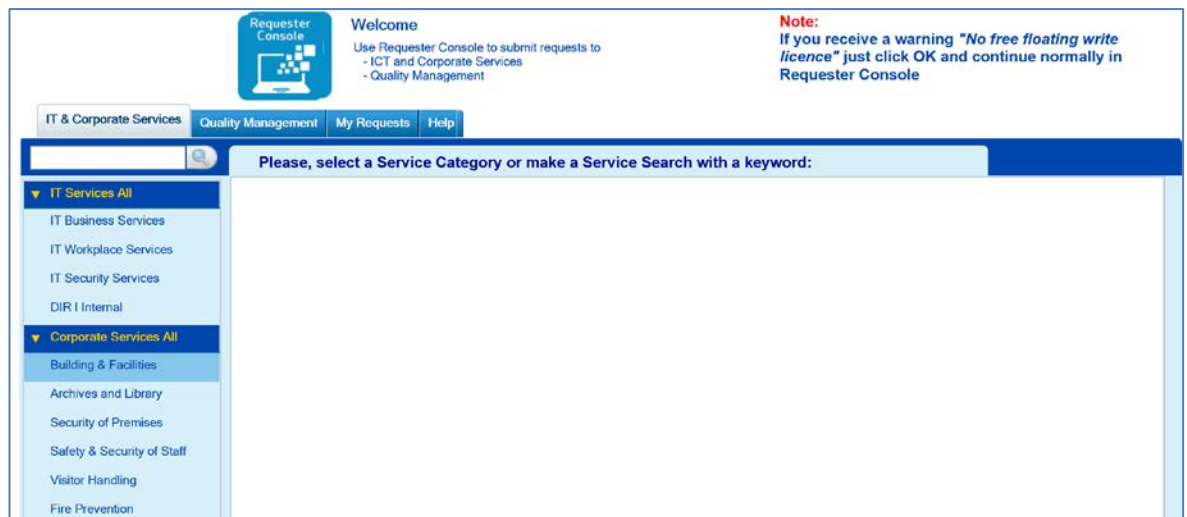 Requester
Console
Welcome
Use Requester Console to submit requests to
- ICT and Corporate Services
- Quality Management
Note:
If you receive a warning "No free floating write
licence" just click OK and continue normally in
Requester Console
IT & Corporate Services
Quality Management
My Requests
Help
Please, select a Service Category or make a Service Search with a keyword:
IT Services All
IT Business Services
IT Workplace Services
IT Security Services
DIR I Internal
Corporate Services All
Building & Facilities
Archives and Library
Security of Premises
Safety & Security of Staff
Visitor Handling
Fire Prevention